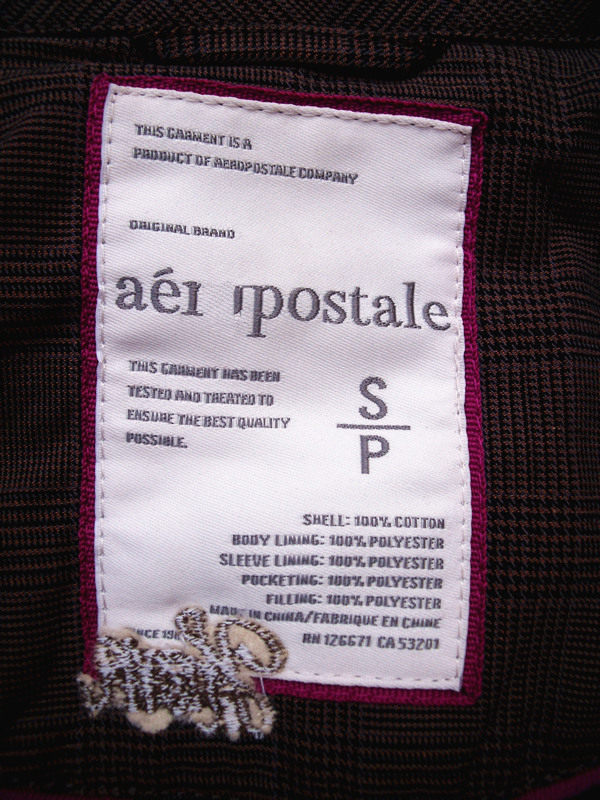 THIS GARMENT IS A
PRODUCT OF AEROPOSTALE COMPANY
ORIGINAL BRAND
aéropostale
THIS GARMENT HAS BEEN
TESTED AND TREATED TO
ENSURE THE BEST QUALITY
POSSIBLE.
S
P
SHELL: 100% COTTON
BODY LINING: 100% POLYESTER
SLEEVE LINING: 100% POLYESTER
POCKETING: 100% POLYESTER
FILLING: 100% POLYESTER
MADE IN CHINA/FABRIQUE EN CHINE
RN 126671 CA 53201